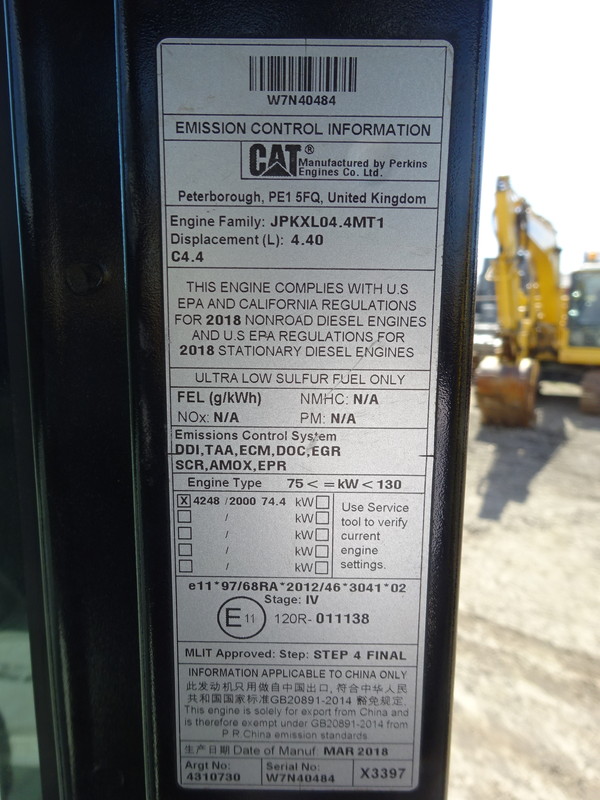 W7N40484
EMISSION CONTROL INFORMATION
CAT® Manufactured by Perkins
Engines Co. Ltd.
Peterborough, PE1 5FQ, United Kingdom
Engine Family: JPKXL04.4MT1
Displacement (L): 4.40
C4.4
THIS ENGINE COMPLIES WITH U.S
EPA AND CALIFORNIA REGULATIONS
FOR 2018 NONROAD DIESEL ENGINES
AND U.S EPA REGULATIONS FOR
2018 STATIONARY DIESEL ENGINES
ULTRA LOW SULFUR FUEL ONLY
FEL (g/kWh) NMHC: N/A
NOx: N/A PM: N/A
Emissions Control System
DDI,TAA,ECM,DOC,EGR
SCR,AMOX,EPR
Engine Type 75 < = kW < 130
X 4248 / 2000 74.4 kW
/ kW
/ kW
/ kW
/ kW
Use Service
tool to verify
current
engine
settings.
e11*97/68RA*2012/46*3041*02
Stage: IV
E 11 120R- 011138
MLIT Approved: Step: STEP 4 FINAL
INFORMATION APPLICABLE TO CHINA ONLY
此发动机只用做自中国出口, 符合中华人民
共和国国家标准GB20891-2014 豁免规定.
This engine is solely for export from China and
is therefore exempt under GB20891-2014 from
P.R.China emission standards
生产日期 Date of Manuf: MAR 2018
Argt No: 4310730
Serial No: W7N40484
X3397